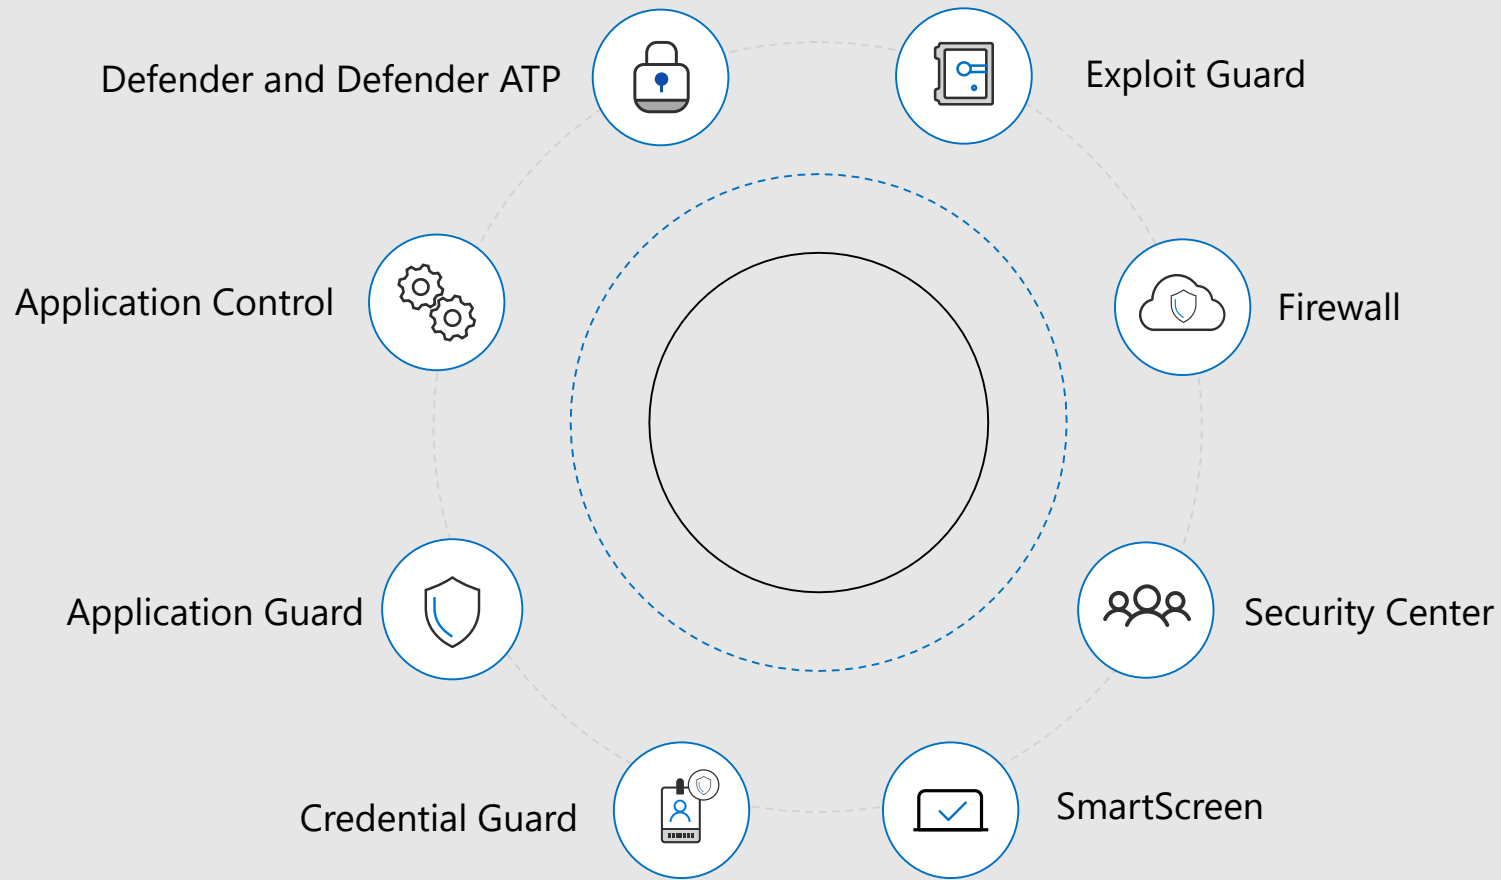 Defender and Defender ATP
Exploit Guard
Application Control
Firewall
Application Guard
Security Center
Credential Guard
SmartScreen